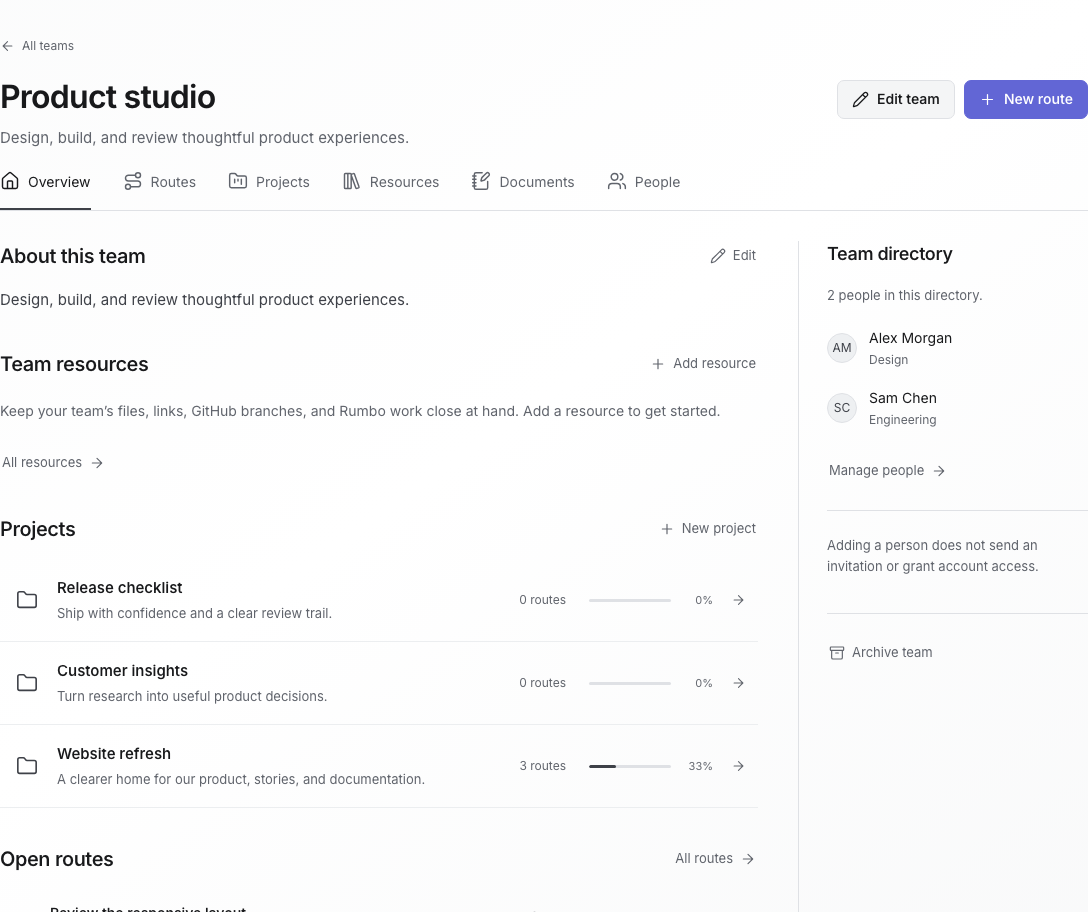 All teams
Product studio
Edit team
New route
Design, build, and review thoughtful product experiences.
Overview
Routes
Projects
Resources
Documents
People
About this team
Edit
Design, build, and review thoughtful product experiences.
Team resources
Add resource
Keep your team’s files, links, GitHub branches, and Rumbo work close at hand. Add a resource to get started.
All resources
Projects
New project
Release checklist
Ship with confidence and a clear review trail.
0 routes
0%
Customer insights
Turn research into useful product decisions.
0 routes
0%
Website refresh
A clearer home for our product, stories, and documentation.
3 routes
33%
Open routes
All routes
Review the responsive layout
Team directory
2 people in this directory.
AM
Alex Morgan
Design
SC
Sam Chen
Engineering
Manage people
Adding a person does not send an
invitation or grant account access.
Archive team